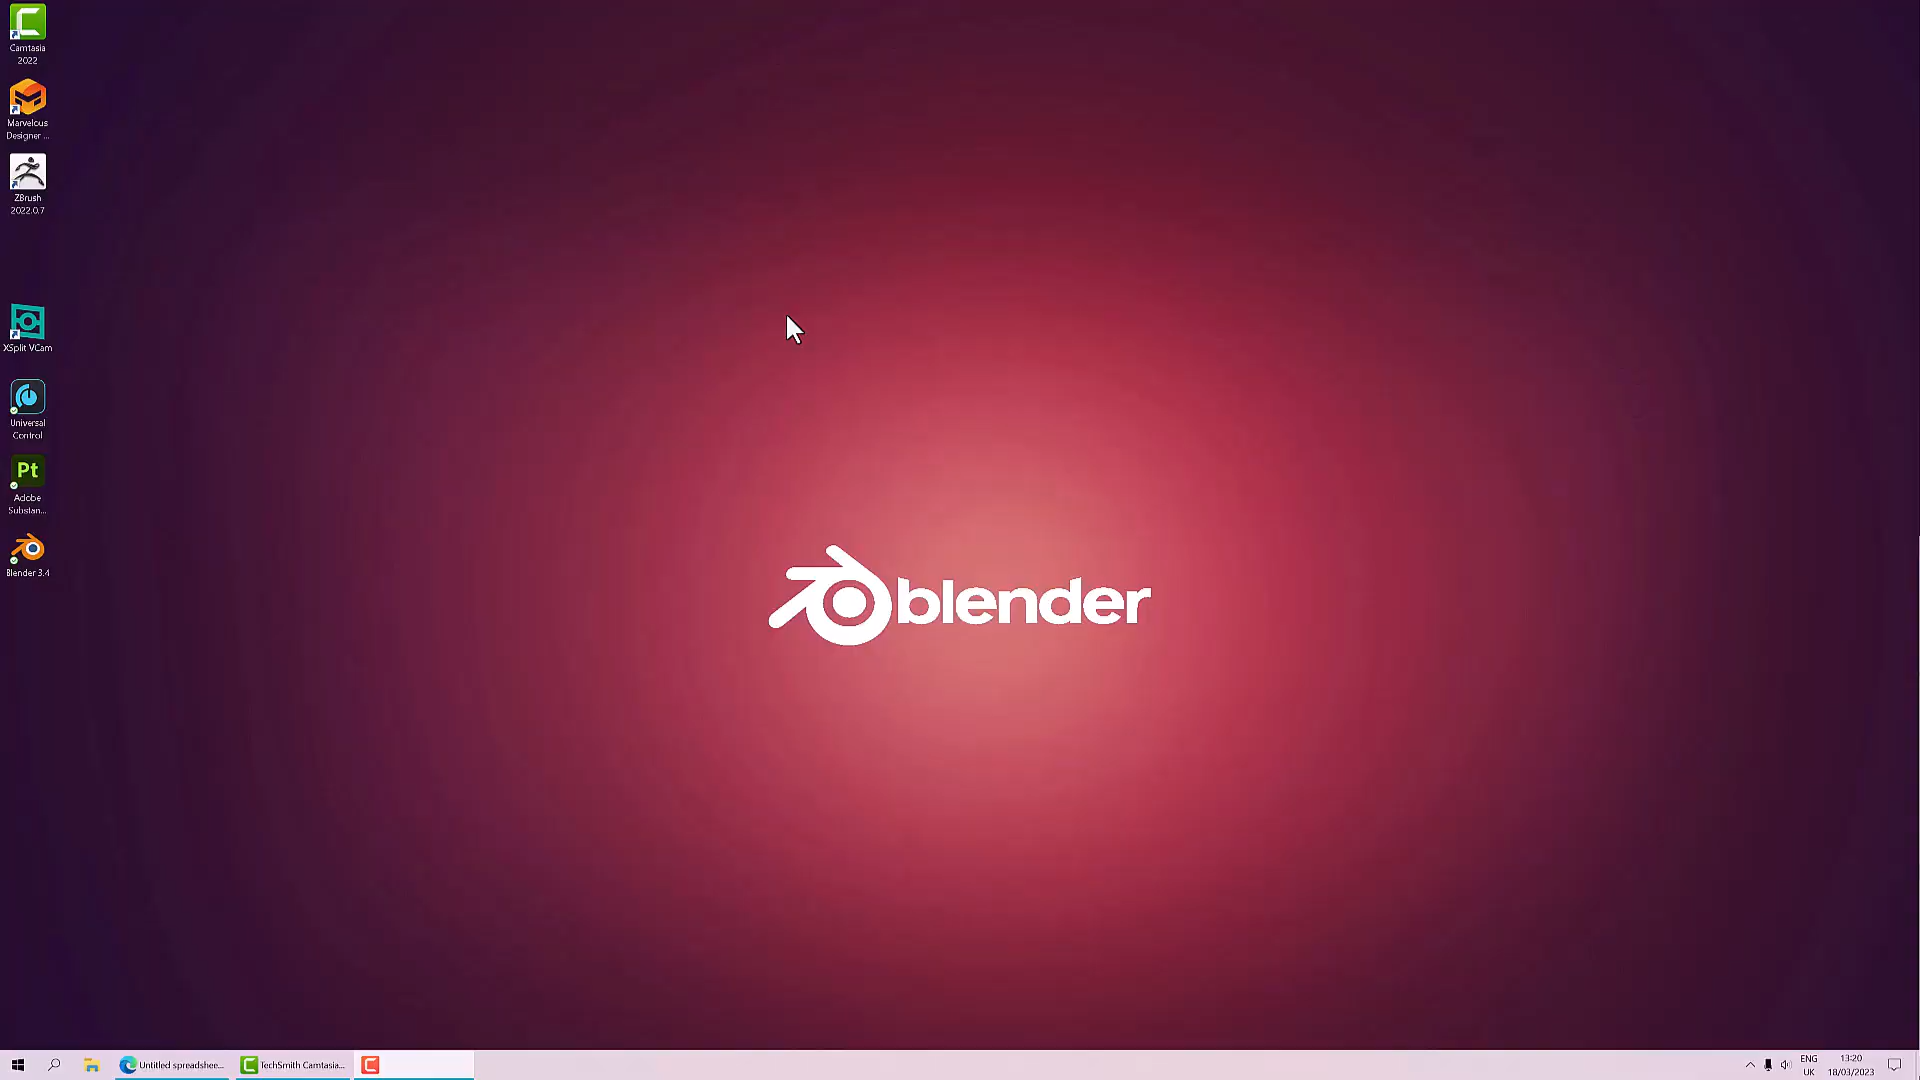 Camtasia
2022
Marvelous
Designer ...
ZBrush
2022.0.7
XSplit VCam
Universal
Control
Pt
Adobe
Substan...
Blender 3.4
blender
Untitled spreadshee...
TechSmith Camtasia...
ENG
UK
13:20
18/03/2023